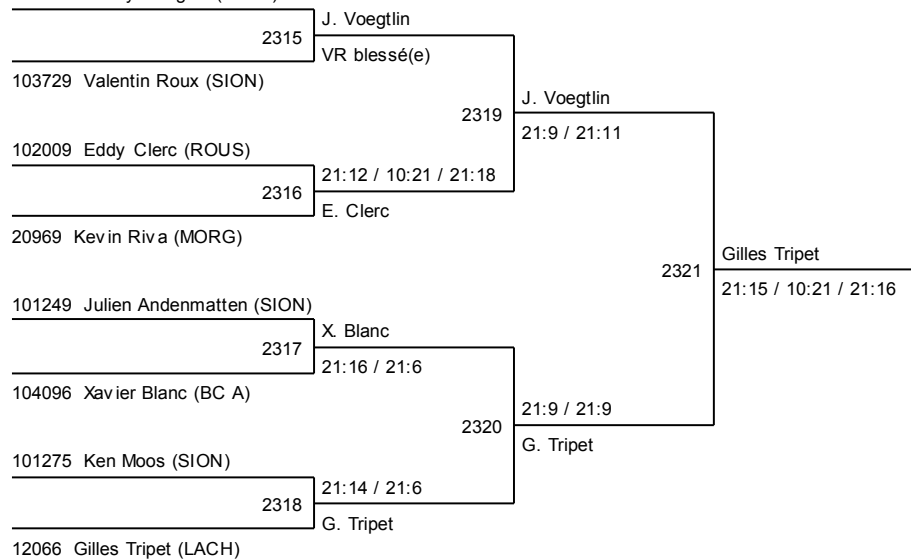 2315
J. Voegtlin
VR blessé(e)
103729 Valentin Roux (SION)
2319
J. Voegtlin
21:9 / 21:11
102009 Eddy Clerc (ROUS)
2316
21:12 / 10:21 / 21:18
E. Clerc
20969 Kevin Riva (MORG)
2321
Gilles Tripet
21:15 / 10:21 / 21:16
101249 Julien Andenmatten (SION)
2317
X. Blanc
21:16 / 21:6
104096 Xavier Blanc (BC A)
2320
21:9 / 21:9
G. Tripet
101275 Ken Moos (SION)
2318
21:14 / 21:6
G. Tripet
12066 Gilles Tripet (LACH)